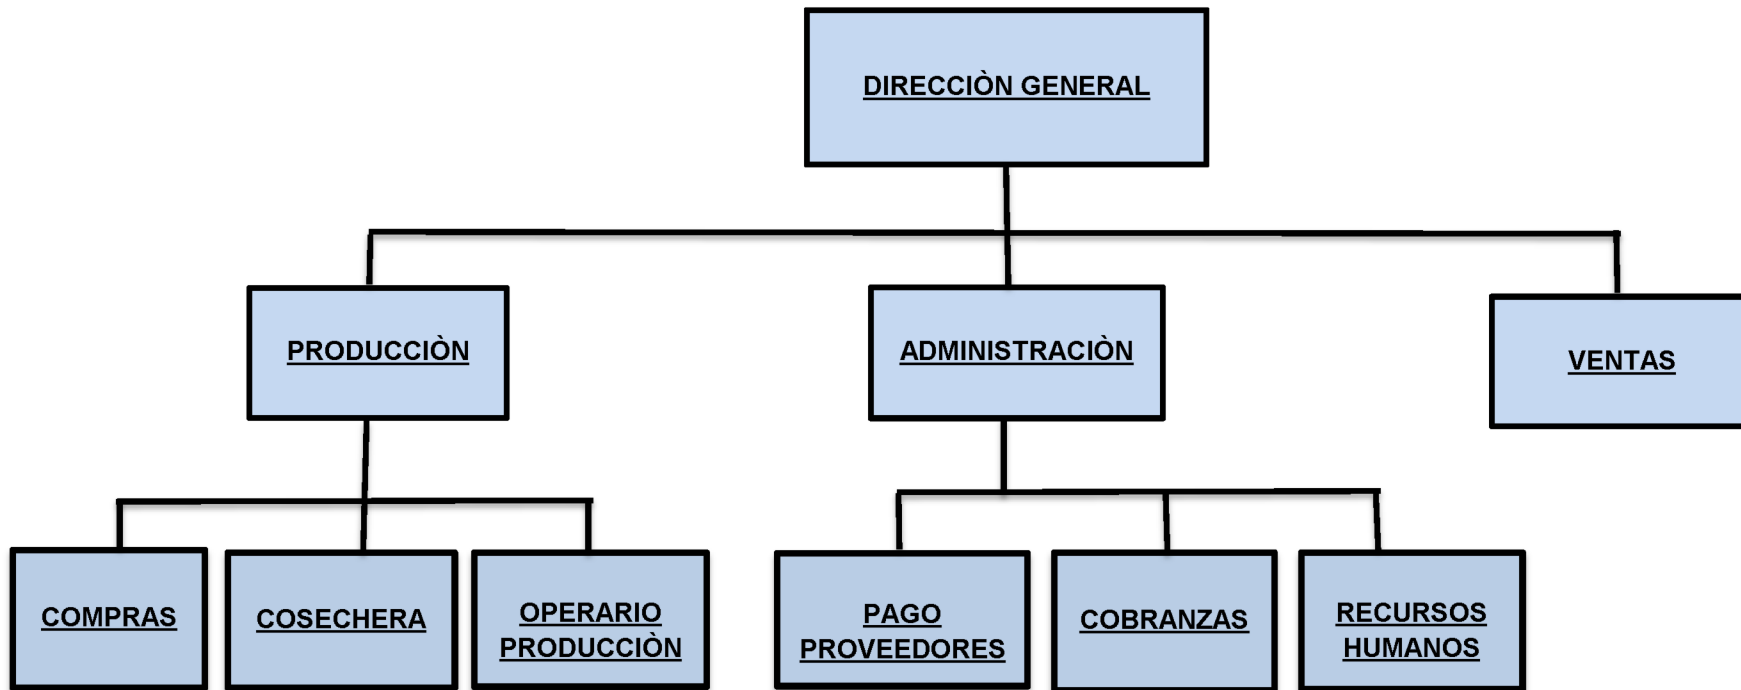 DIRECCIÒN GENERAL
PRODUCCIÒN
ADMINISTRACIÒN
VENTAS
COMPRAS
COSECHERA
OPERARIO
PRODUCCIÒN
PAGO
PROVEEDORES
COBRANZAS
RECURSOS
HUMANOS